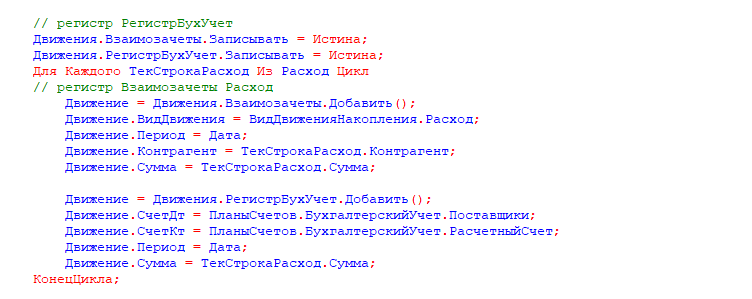 // регистр РегистрБухУчет
Движения.Взаимозачеты.Записывать = Истина;
Движения.РегистрБухУчет.Записывать = Истина;
Для Каждого ТекСтрокаРасход Из Расход Цикл
// регистр Взаимозачеты Расход
    Движение = Движения.Взаимозачеты.Добавить();
    Движение.ВидДвижения = ВидДвиженияНакопления.Расход;
    Движение.Период = Дата;
    Движение.Контрагент = ТекСтрокаРасход.Контрагент;
    Движение.Сумма = ТекСтрокаРасход.Сумма;

    Движение = Движения.РегистрБухУчет.Добавить();
    Движение.СчетДт = ПланыСчетов.БухгалтерскийУчет.Поставщики;
    Движение.СчетКт = ПланыСчетов.БухгалтерскийУчет.РасчетныйСчет;
    Движение.Период = Дата;
    Движение.Сумма = ТекСтрокаРасход.Сумма;
КонецЦикла;